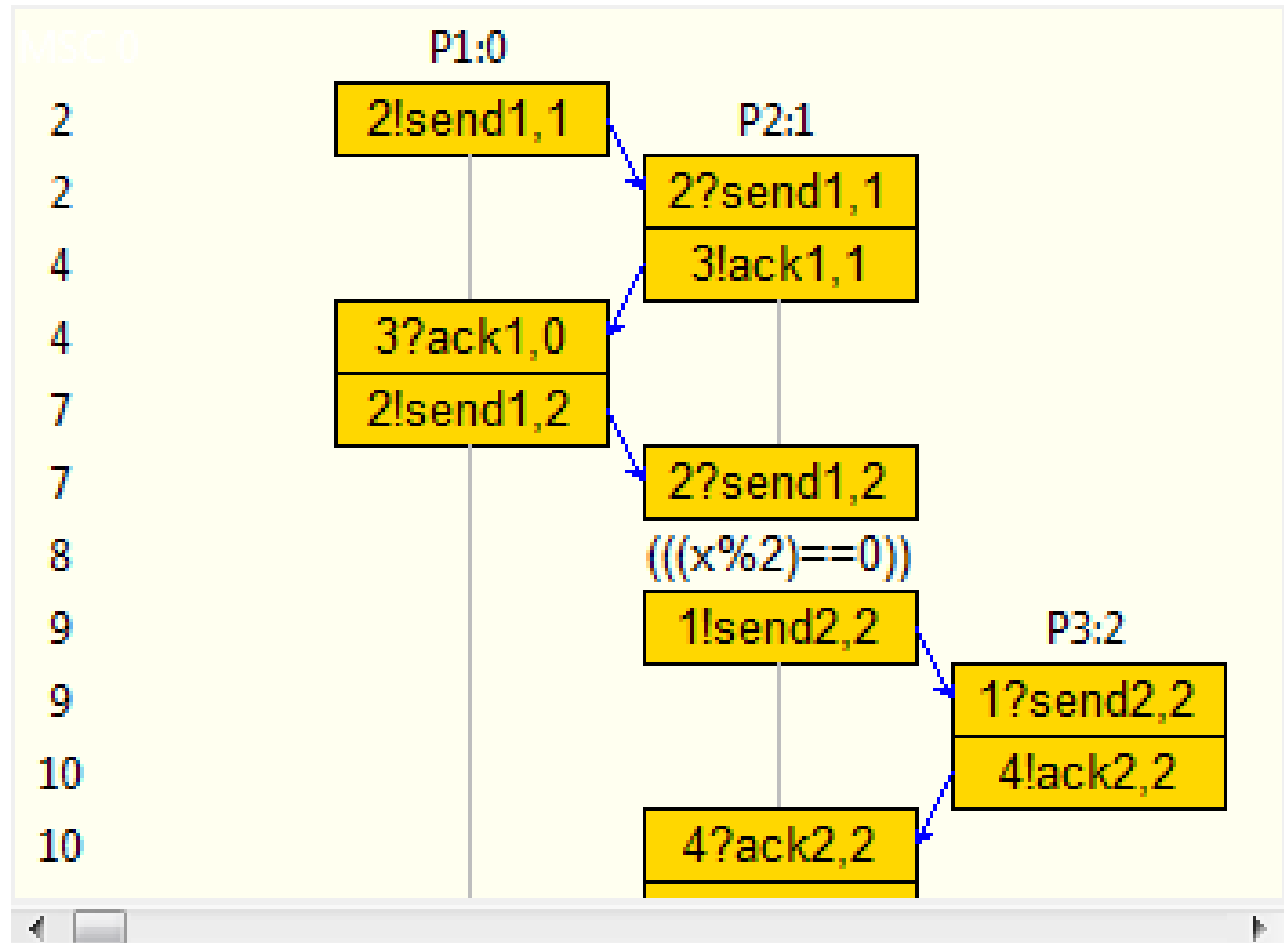 MSC 0
P1:0
2 2!send1,1 P2:1
2 2?send1,1
4 3!ack1,1
4 3?ack1,0
7 2!send1,2
7 2?send1,2
8 (((x%2)==0))
9 1!send2,2 P3:2
9 1?send2,2
10 4!ack2,2
10 4?ack2,2